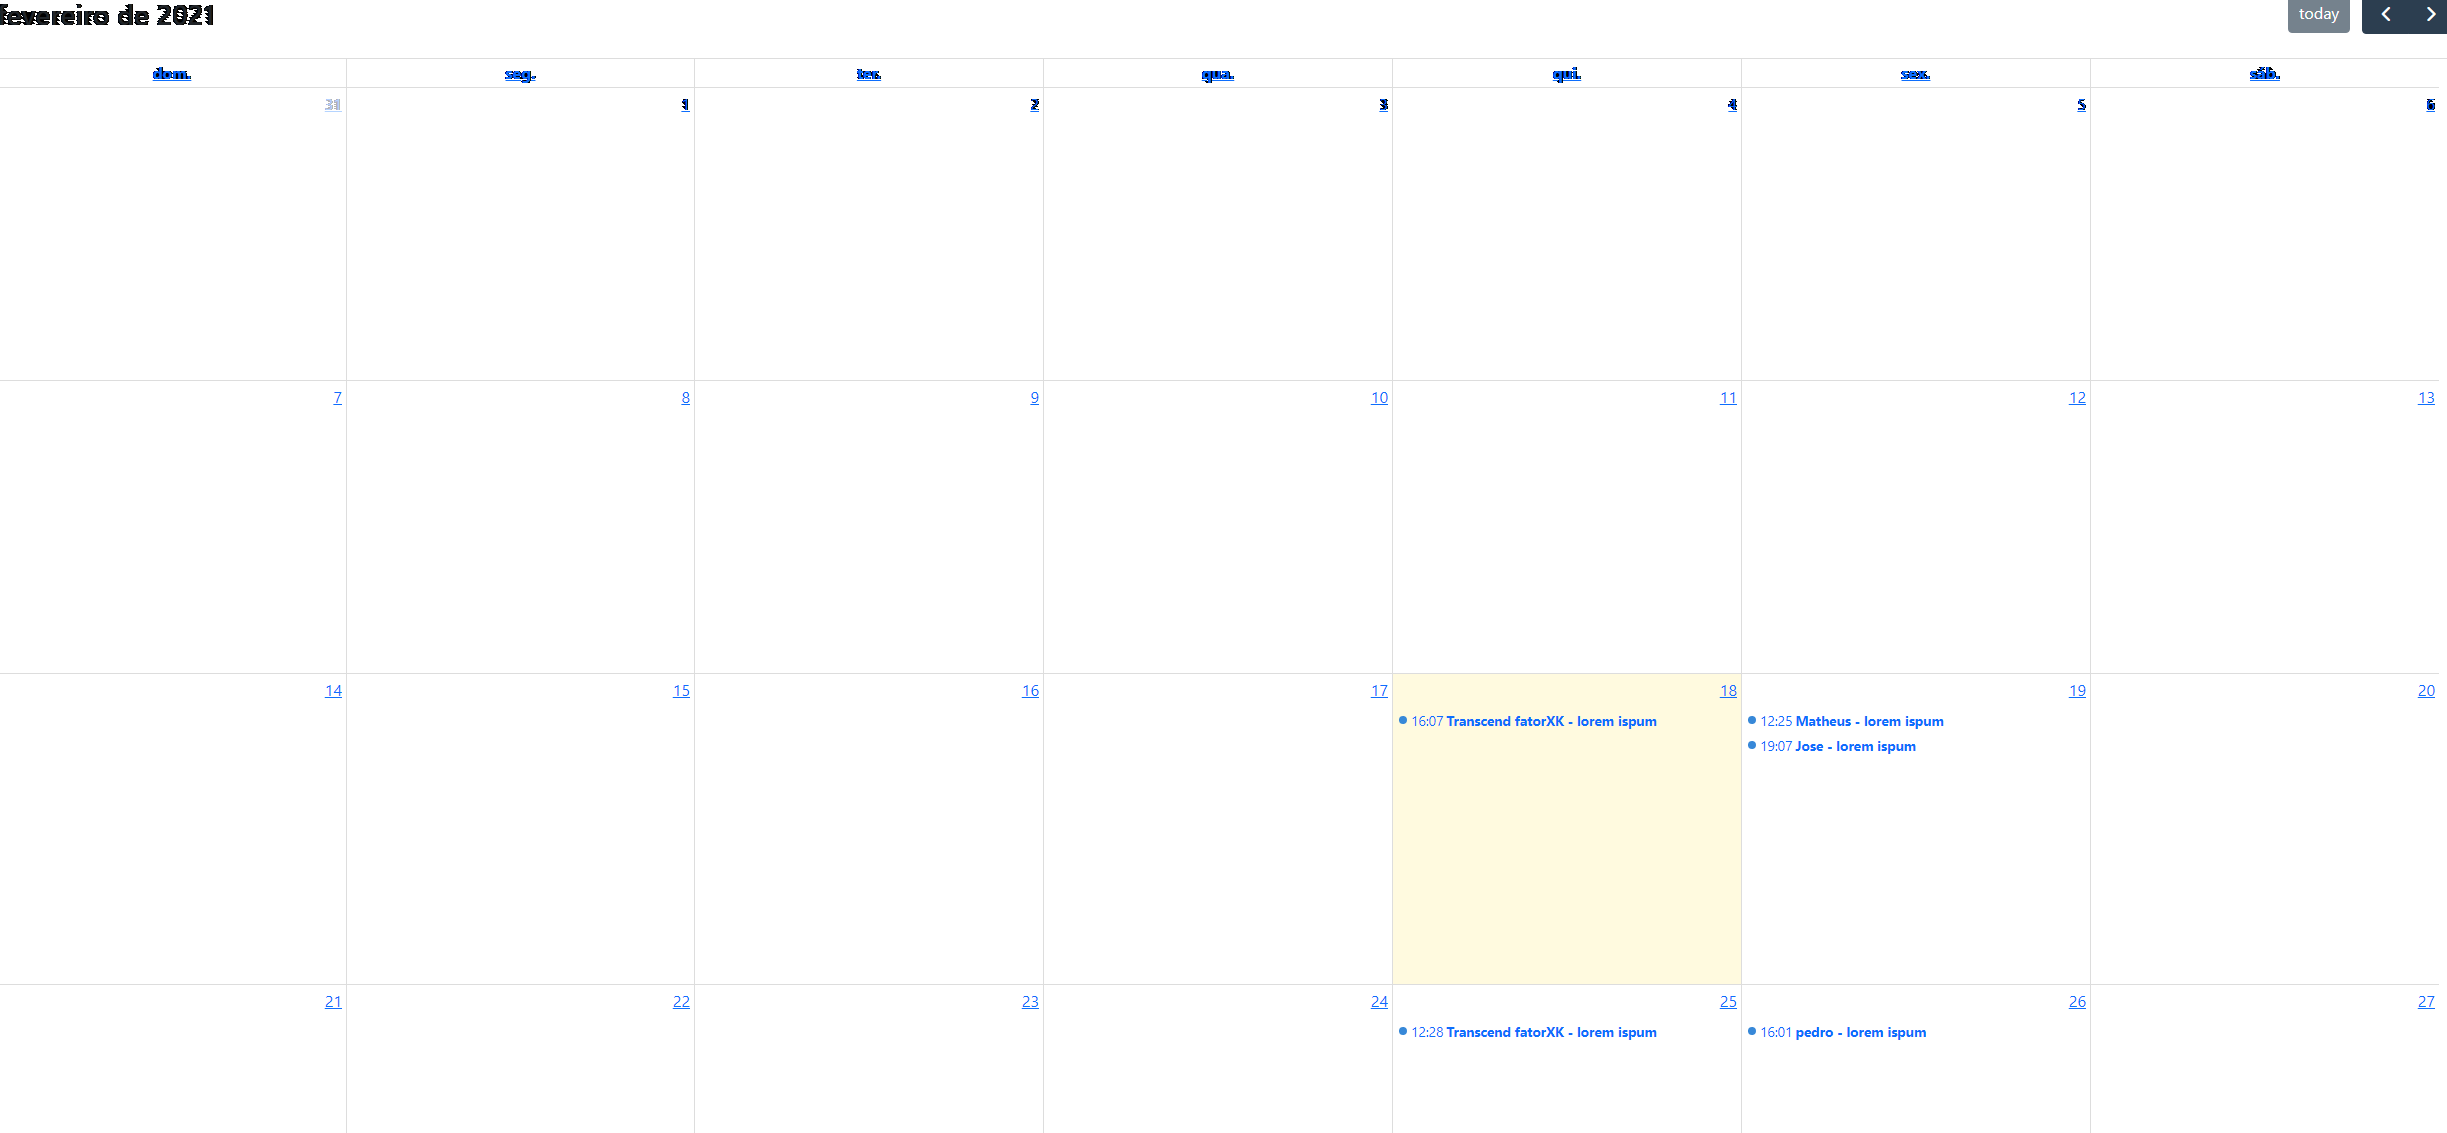 fevereiro de 2021
today
dom. seg. ter. qua. qui. sex. sáb.
31 1 2 3 4 5 6
7 8 9 10 11 12 13
14 15 16 17 18 19 20
16:07 Transcend fatorXK - lorem ispum
12:25 Matheus - lorem ispum
19:07 Jose - lorem ispum
21 22 23 24 25 26 27
12:28 Transcend fatorXK - lorem ispum
16:01 pedro - lorem ispum